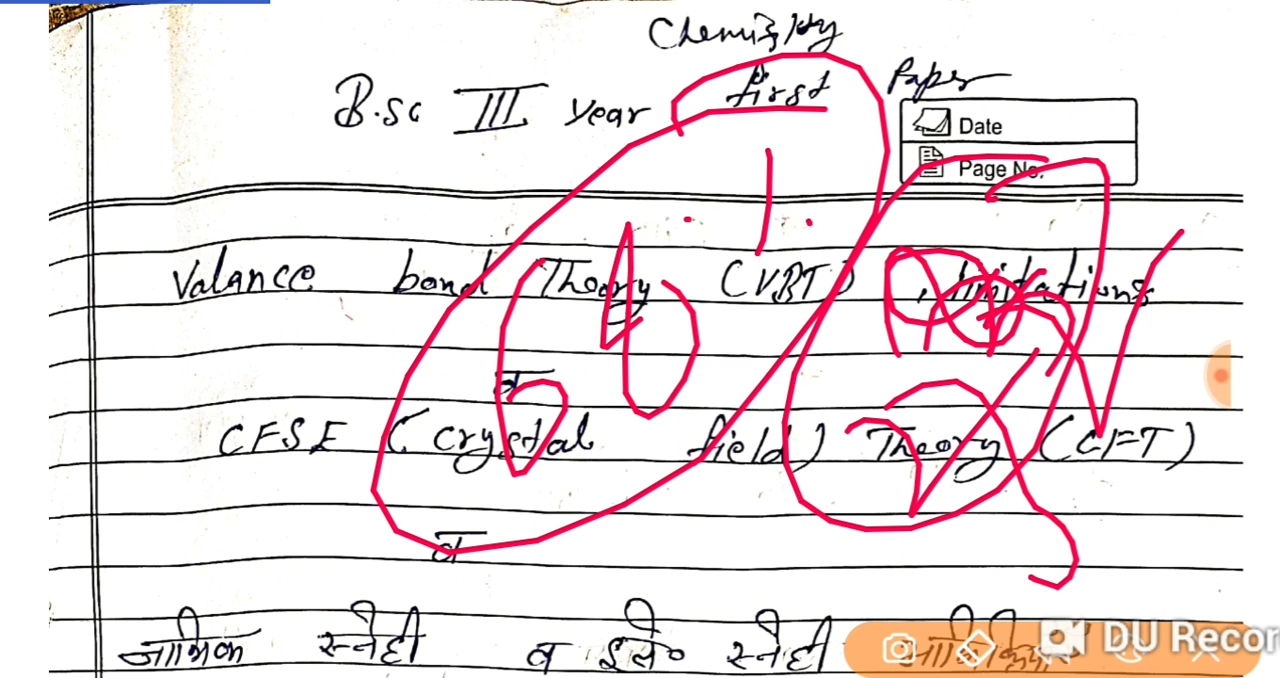 Chemistry
B.Sc III year first Paper
Date
Page No.
Valance bond Theory (VBT), limitations
व
CFSE (crystal field) Theory (CFT)
व
नाभिक स्नेही व इले० स्नेही
DU Recor